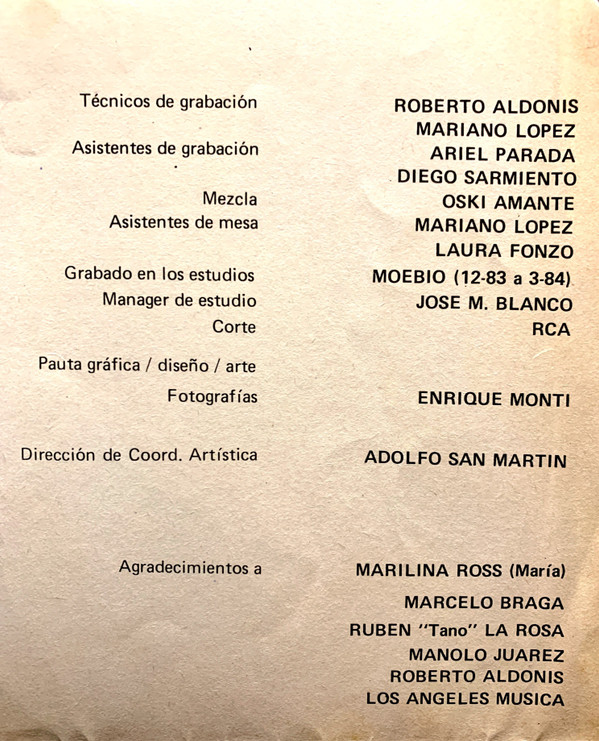 Técnicos de grabación ROBERTO ALDONIS
MARIANO LOPEZ
Asistentes de grabación ARIEL PARADA
DIEGO SARMIENTO
Mezcla OSKI AMANTE
Asistentes de mesa MARIANO LOPEZ
LAURA FONZO
Grabado en los estudios MOEBIO (12-83 a 3-84)
Manager de estudio JOSE M. BLANCO
Corte RCA
Pauta gráfica / diseño / arte
Fotografías ENRIQUE MONTI
Dirección de Coord. Artística ADOLFO SAN MARTIN
Agradecimientos a MARILINA ROSS (María)
MARCELO BRAGA
RUBEN "Tano" LA ROSA
MANOLO JUAREZ
ROBERTO ALDONIS
LOS ANGELES MUSICA